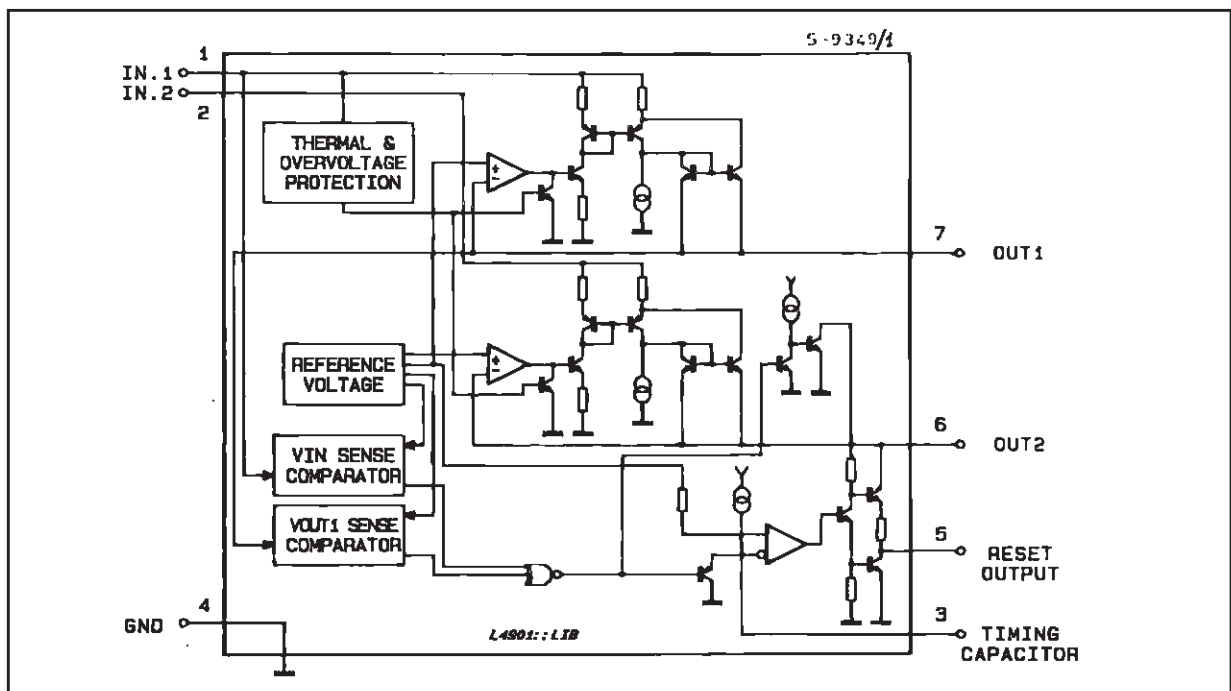 S-9349/1
1
IN.1
IN.2
2
THERMAL &
OVERVOLTAGE
PROTECTION
+
-
7
OUT1
REFERENCE
VOLTAGE
+
-
6
OUT2
VIN SENSE
COMPARATOR
VOUT1 SENSE
COMPARATOR
5
RESET
OUTPUT
4
GND
L4901::LIB
3
TIMING
CAPACITOR